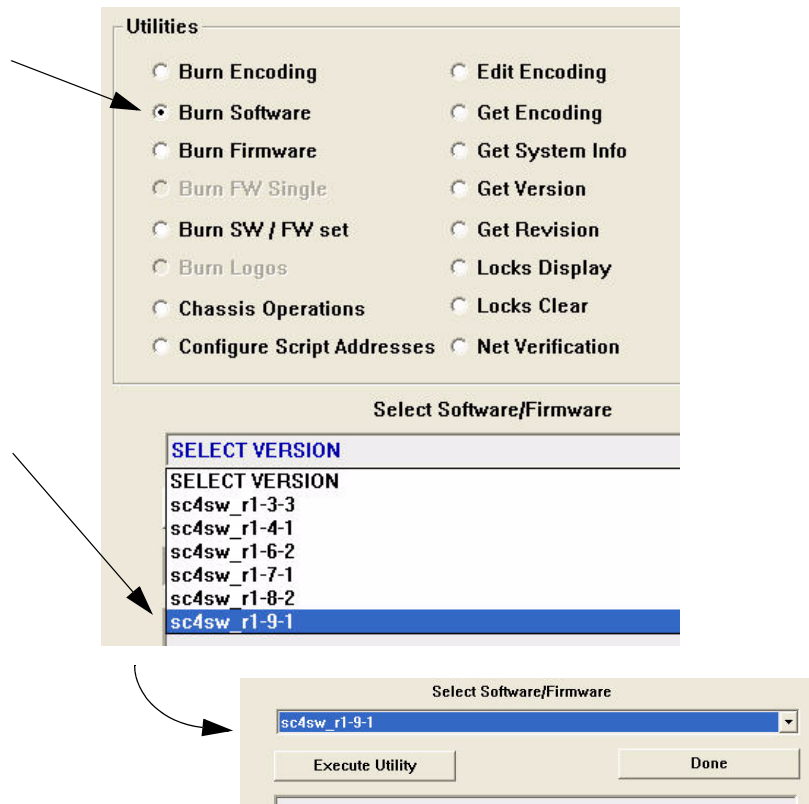 Utilities
Burn Encoding Edit Encoding
Burn Software Get Encoding
Burn Firmware Get System Info
Burn FW Single Get Version
Burn SW / FW set Get Revision
Burn Logos Locks Display
Chassis Operations Locks Clear
Configure Script Addresses Net Verification
Select Software/Firmware
SELECT VERSION
SELECT VERSION
sc4sw_r1-3-3
sc4sw_r1-4-1
sc4sw_r1-6-2
sc4sw_r1-7-1
sc4sw_r1-8-2
sc4sw_r1-9-1
Select Software/Firmware
sc4sw_r1-9-1
Execute Utility Done